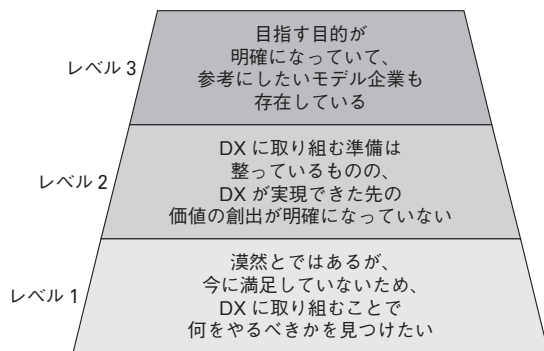 レベル 3
目指す目的が
明確になっていて、
参考にしたいモデル企業も
存在している
レベル 2
DX に取り組む準備は
整っているものの、
DX が実現できた先の
価値の創出が明確になっていない
レベル 1
漠然とではあるが、
今に満足していないため、
DX に取り組むことで
何をやるべきかを見つけたい